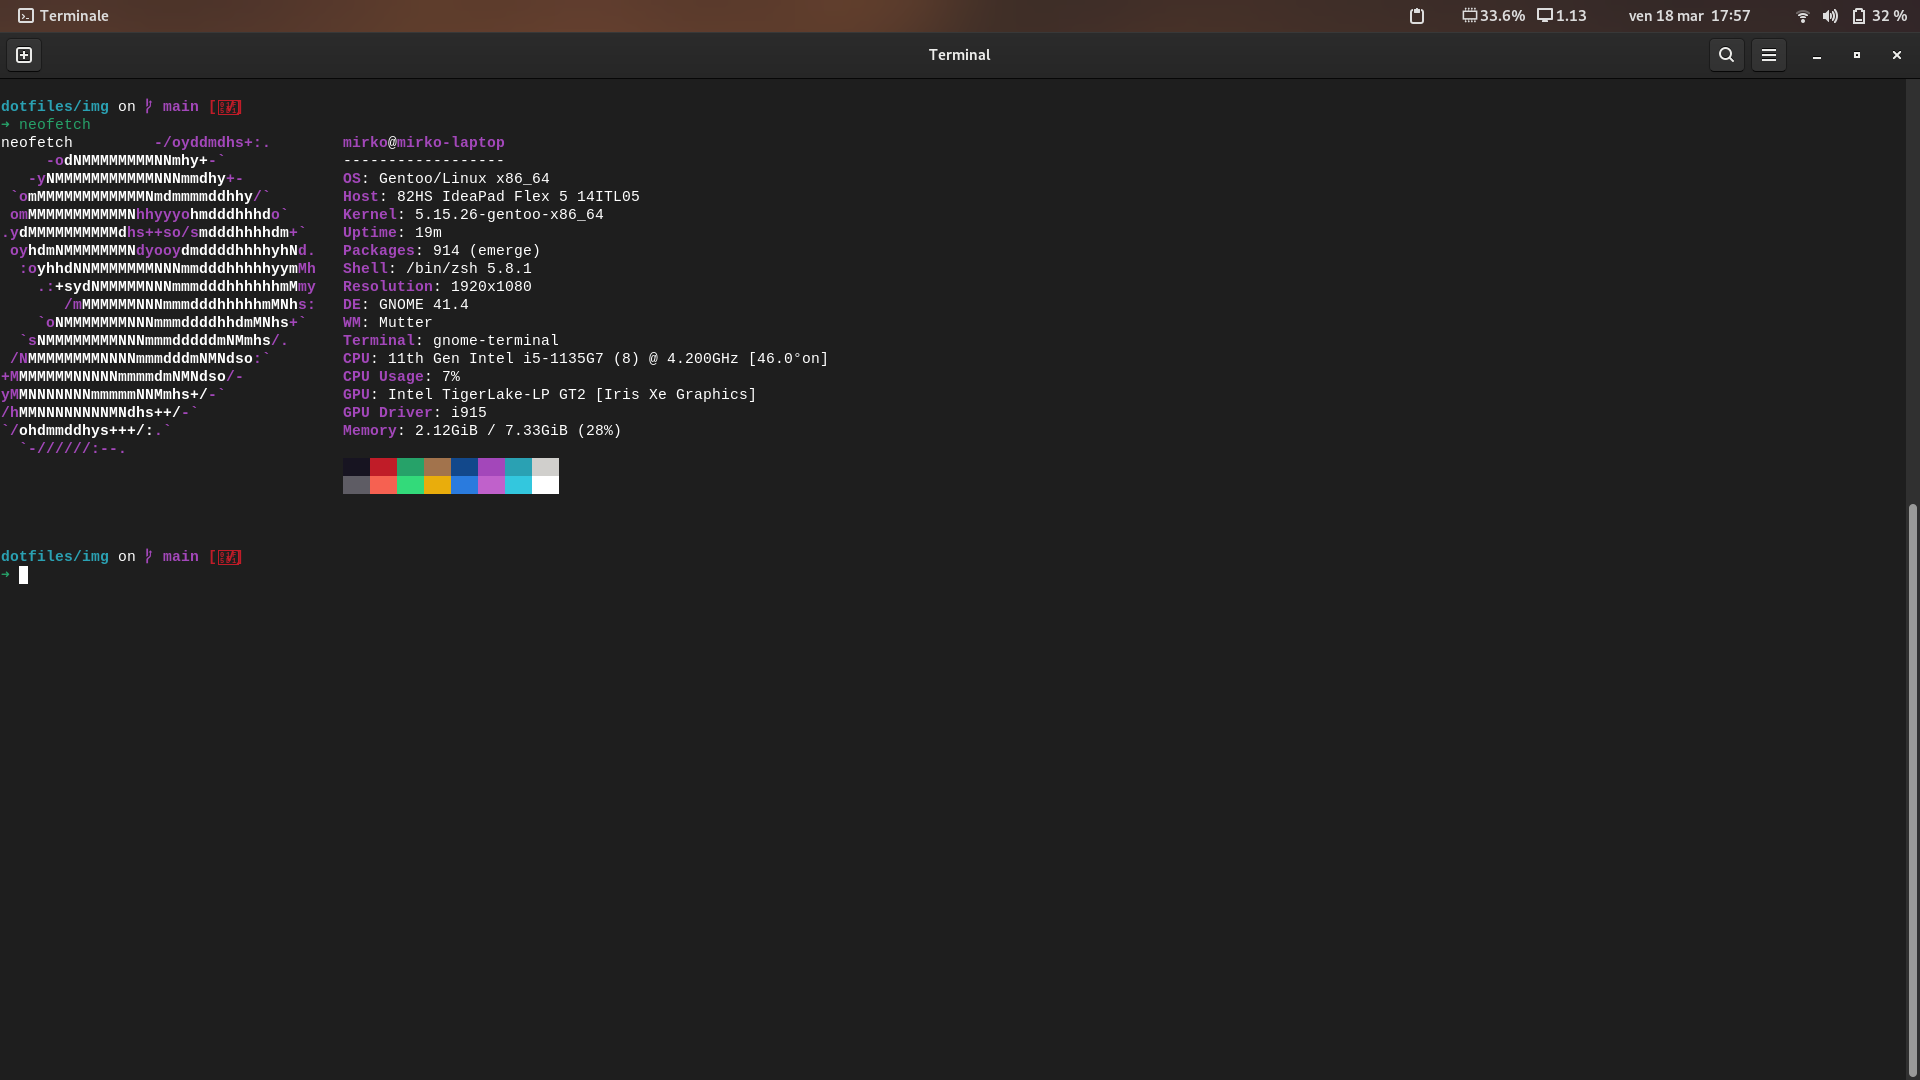 Terminale
33.6% 1.13 ven 18 mar 17:57 32 %
Terminal
dotfiles/img on main [ ]
➜ neofetch
neofetch -/oyddmdhs+:. mirko@mirko-laptop
-odNMMMMMMMMNNmhy+-` ------------------
-yNMMMMMMMMMMMNNNmmdhy+- OS: Gentoo/Linux x86_64
`omMMMMMMMMMMMMNmdmmmmddhhy/` Host: 82HS IdeaPad Flex 5 14ITL05
omMMMMMMMMMMMNhhyyyohmdddhhhdo` Kernel: 5.15.26-gentoo-x86_64
.ydMMMMMMMMMMdhs++so/smdddhhhhdm+` Uptime: 19m
oyhdmNMMMMMMMNdyooydmddddhhhhyhNd. Packages: 914 (emerge)
:oyhhdNNMMMMMMMNNNmmdddhhhhhyymMh Shell: /bin/zsh 5.8.1
.:+sydNMMMMMNNNmmmdddhhhhhhmMmy Resolution: 1920x1080
/mMMMMMMNNNmmmdddhhhhhmMNhs: DE: GNOME 41.4
`oNMMMMMMMNNNmmmddddhhdmMNhs+` WM: Mutter
`sNMMMMMMMMNNNmmmdddddmNMmhs/. Terminal: gnome-terminal
/NMMMMMMMMNNNNmmmdddmNMNdso:` CPU: 11th Gen Intel i5-1135G7 (8) @ 4.200GHz [46.0°on]
+MMMMMMMNNNNNmmmmdmNMNdso/- CPU Usage: 7%
yMMNNNNNNNmmmmmNNMmhs+/-` GPU: Intel TigerLake-LP GT2 [Iris Xe Graphics]
/hMMNNNNNNNNMNdhs++/-` GPU Driver: i915
`/ohdmmddhys+++/:.` Memory: 2.12GiB / 7.33GiB (28%)
`-//////:--.
dotfiles/img on main [ ]
➜